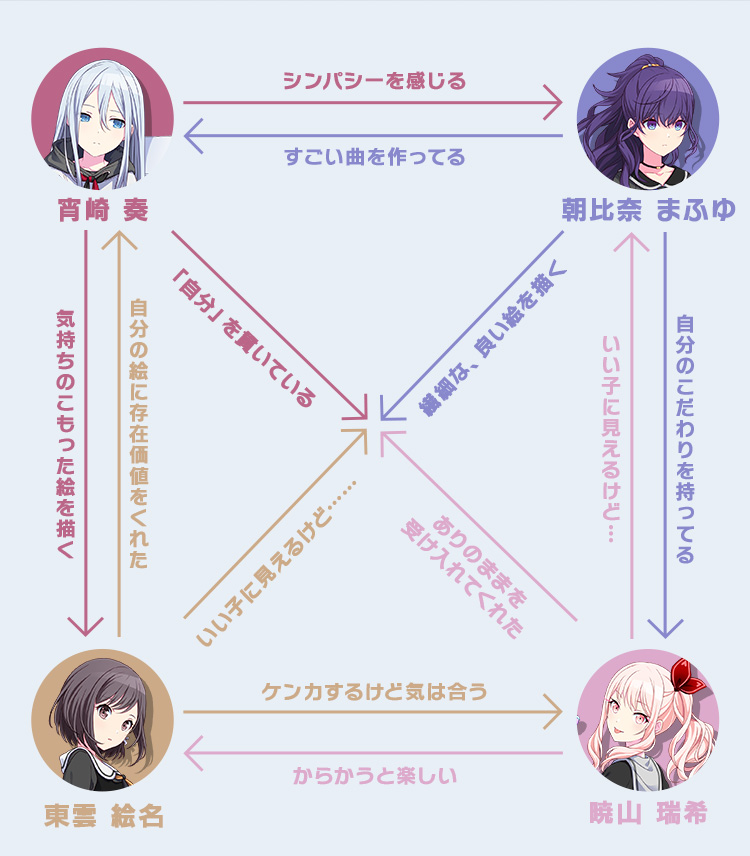 シンパシーを感じる
すごい曲を作ってる
宵崎 奏
朝比奈 まふゆ
「自分」を貫いている
繊細な、良い絵を描く
気持ちのこもった絵を描く
自分の絵に存在価値をくれた
いい子に見えるけど…
自分のこだわりを持ってる
いい子に見えるけど……
ありのままを
受け入れてくれた
ケンカするけど気は合う
からかうと楽しい
東雲 絵名
暁山 瑞希